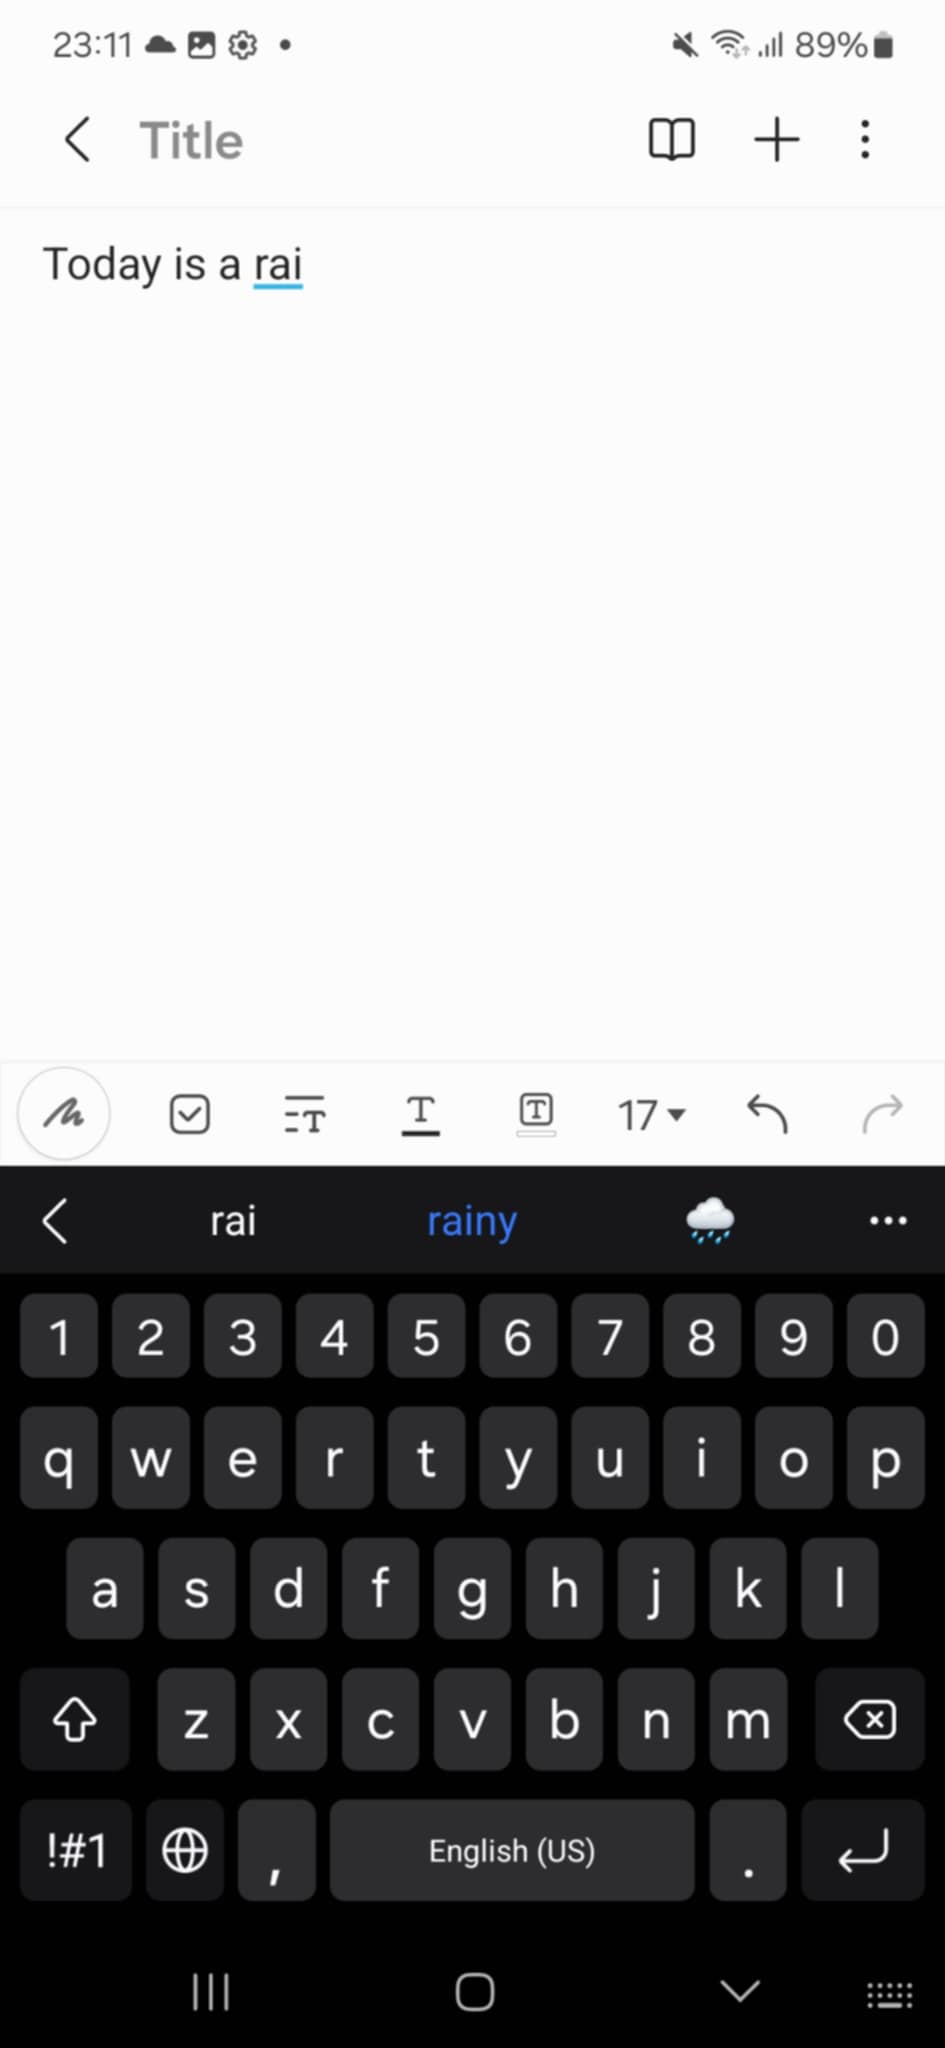 23:11 89%
Title
Today is a rai
17
rai rainy
1 2 3 4 5 6 7 8 9 0
q w e r t y u i o p
a s d f g h j k l
z x c v b n m
!#1 , English (US) .